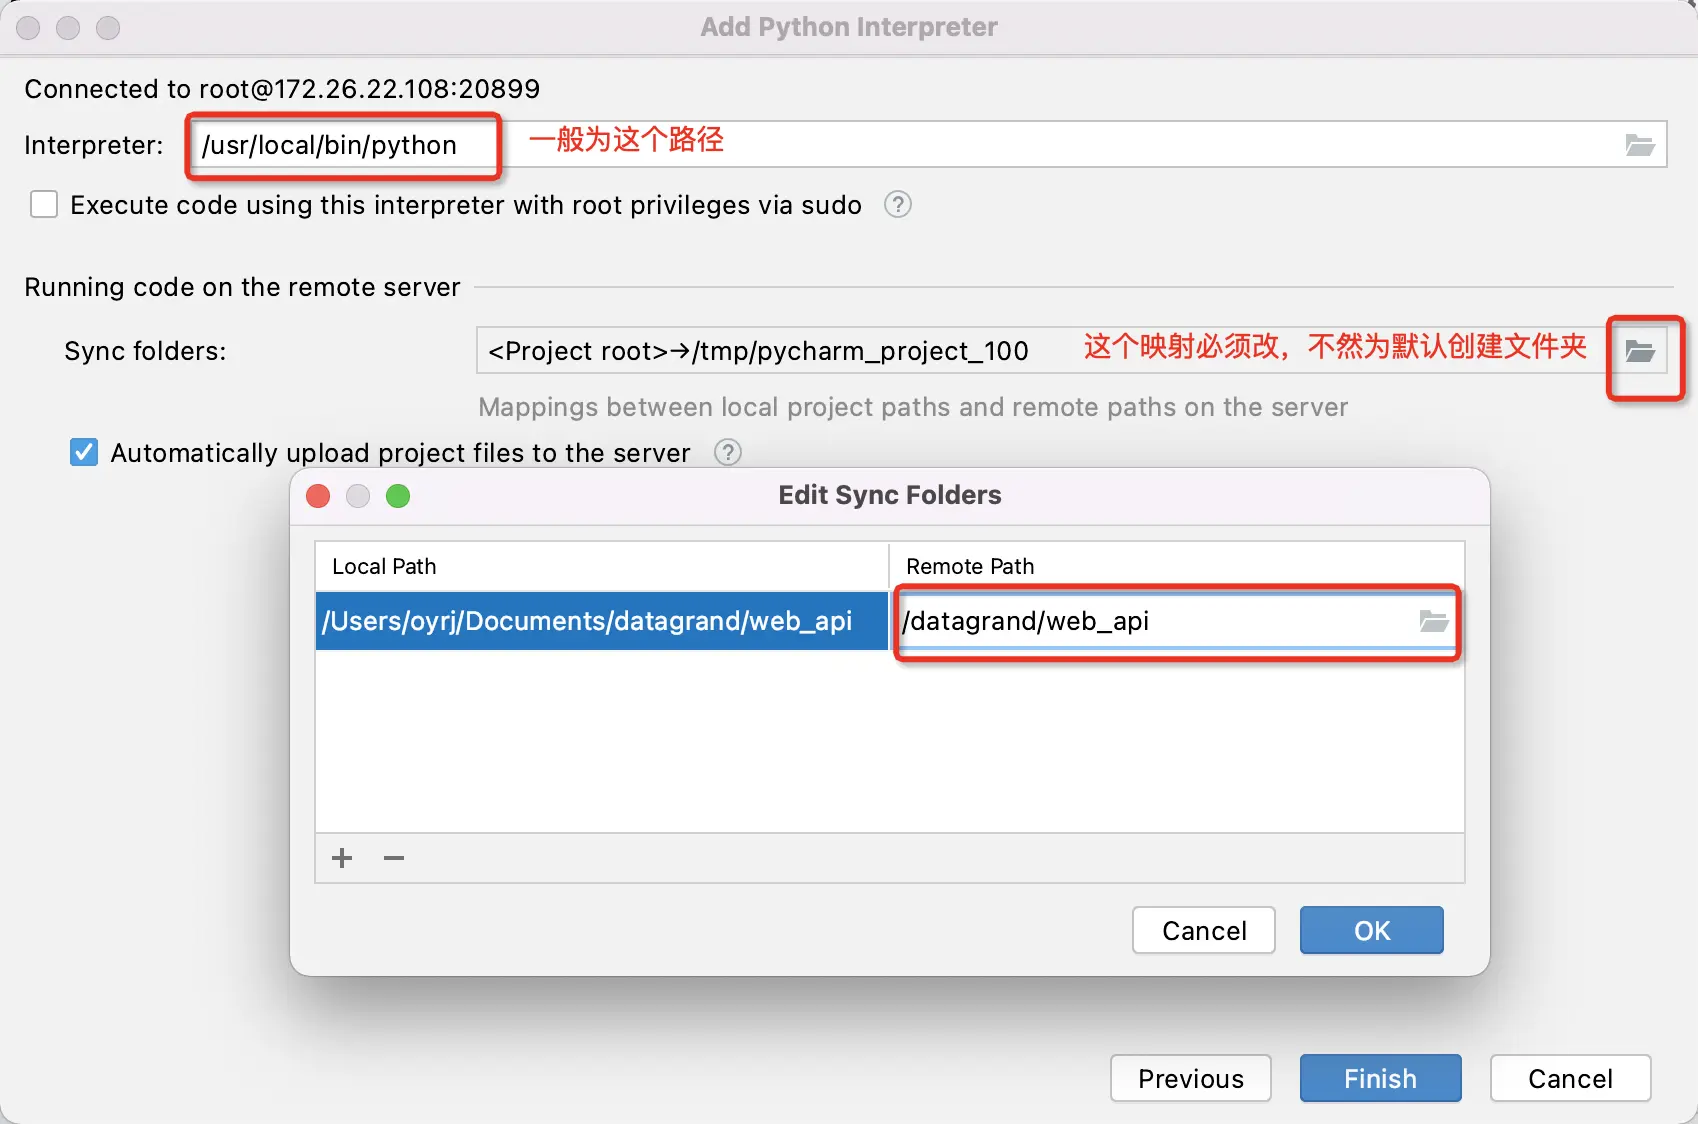 Add Python Interpreter
Connected to root@172.26.22.108:20899
Interpreter: /usr/local/bin/python 一般为这个路径
Execute code using this interpreter with root privileges via sudo ?
Running code on the remote server
Sync folders: <Project root>→/tmp/pycharm_project_100 这个映射必须改，不然为默认创建文件夹
Mappings between local project paths and remote paths on the server
Automatically upload project files to the server ?
Edit Sync Folders
Local Path Remote Path
/Users/oyrj/Documents/datagrand/web_api /datagrand/web_api
Cancel OK
Previous Finish Cancel